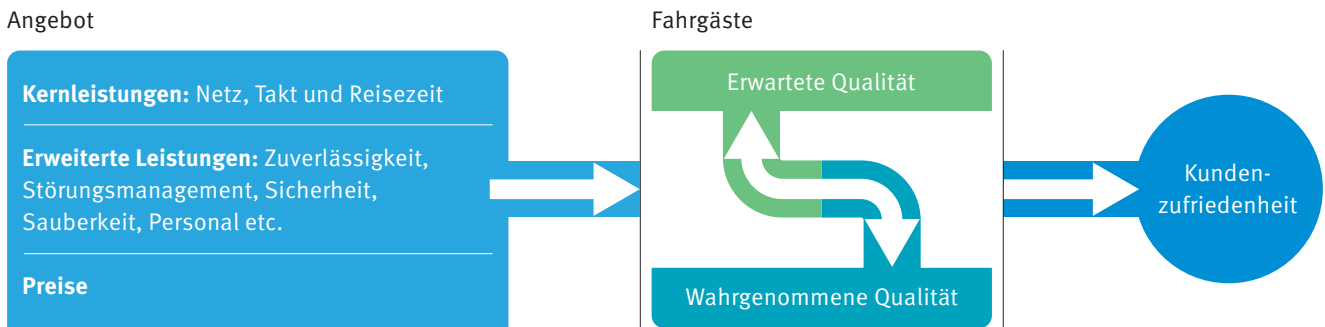 Angebot
Kernleistungen: Netz, Takt und Reisezeit
Erweiterte Leistungen: Zuverlässigkeit,
Störungsmanagement, Sicherheit,
Sauberkeit, Personal etc.
Preise
Fahrgäste
Erwartete Qualität
Wahrgenommene Qualität
Kunden-
zufriedenheit